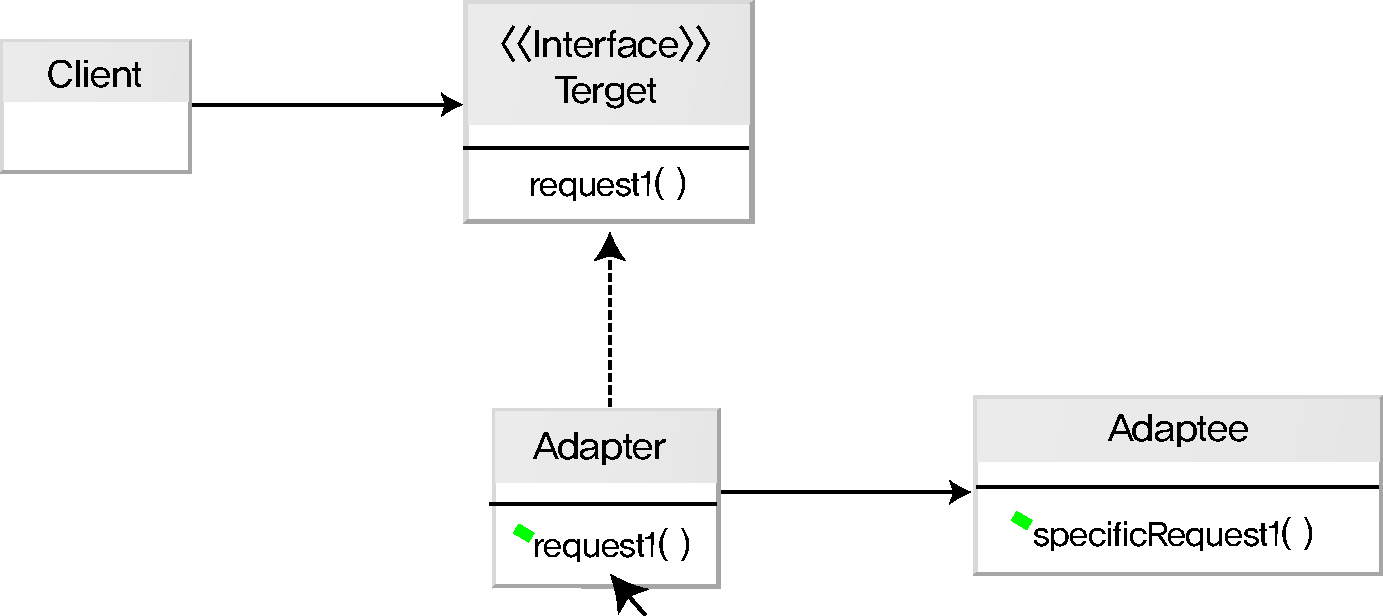 Client
《Interface》
Terget
request1( )
Adapter
request1( )
Adaptee
specificRequest1( )